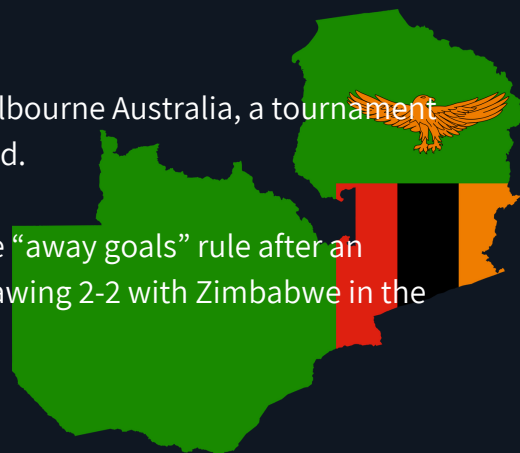 lbourne Australia, a tournament
d.
e “away goals” rule after an
awing 2-2 with Zimbabwe in the